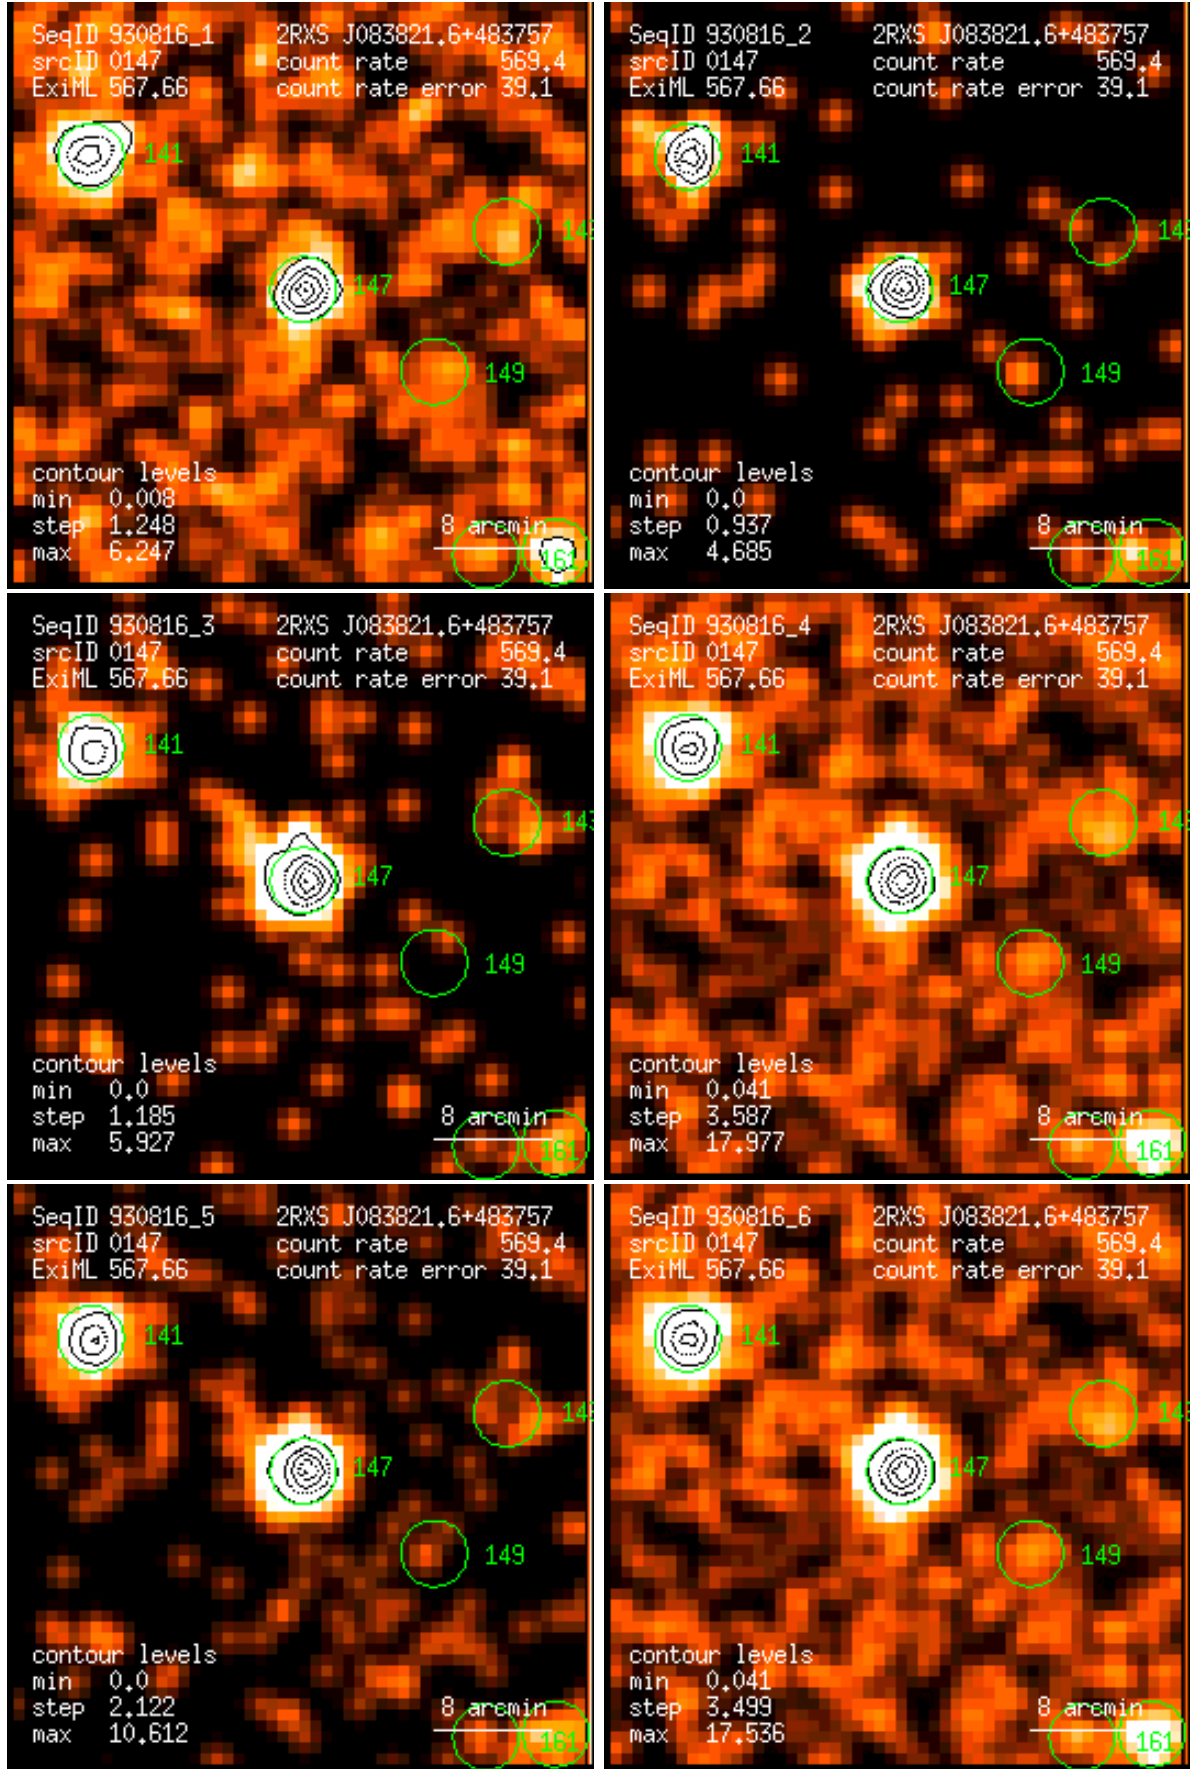 SeqID 930816_1 2RXS J083821.6+483757
srcID 0147 count rate 569.4
ExiML 567.66 count rate error 39.1
141
143
147
149
contour levels
min 0.008
step 1.248 8 arcmin
max 6.247 161
SeqID 930816_2 2RXS J083821.6+483757
srcID 0147 count rate 569.4
ExiML 567.66 count rate error 39.1
141
143
147
149
contour levels
min 0.0
step 0.937 8 arcmin
max 4.685 161
SeqID 930816_3 2RXS J083821.6+483757
srcID 0147 count rate 569.4
ExiML 567.66 count rate error 39.1
141
143
147
149
contour levels
min 0.0
step 1.185 8 arcmin
max 5.927 161
SeqID 930816_4 2RXS J083821.6+483757
srcID 0147 count rate 569.4
ExiML 567.66 count rate error 39.1
141
143
147
149
contour levels
min 0.041
step 3.587 8 arcmin
max 17.977 161
SeqID 930816_5 2RXS J083821.6+483757
srcID 0147 count rate 569.4
ExiML 567.66 count rate error 39.1
141
143
147
149
contour levels
min 0.0
step 2.122 8 arcmin
max 10.612 161
SeqID 930816_6 2RXS J083821.6+483757
srcID 0147 count rate 569.4
ExiML 567.66 count rate error 39.1
141
143
147
149
contour levels
min 0.041
step 3.499 8 arcmin
max 17.536 161